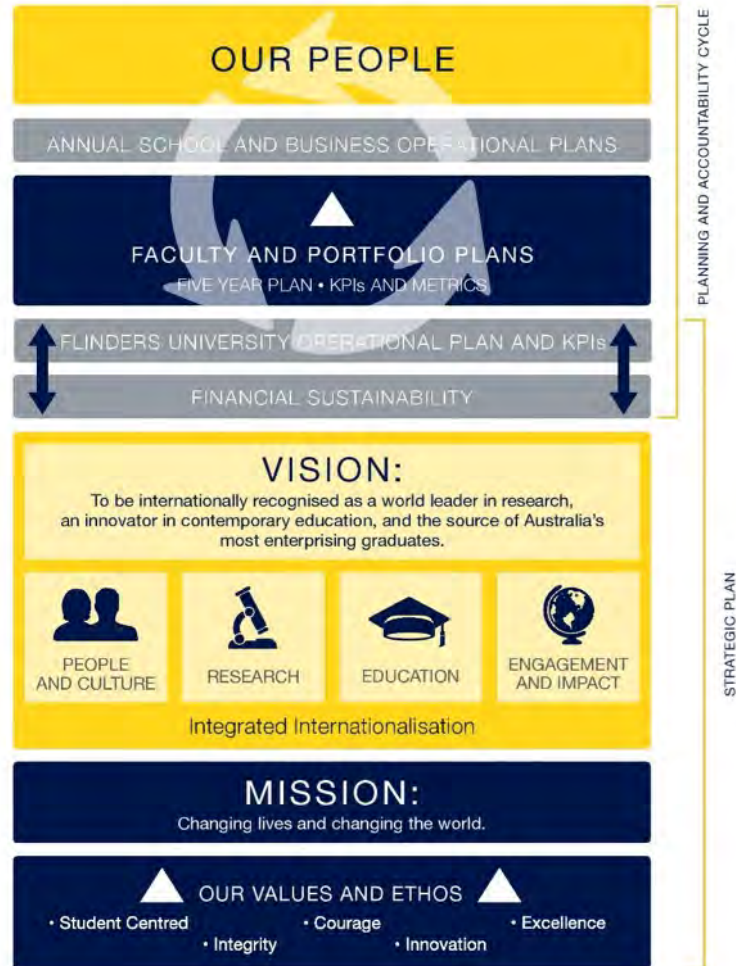 OUR PEOPLE
ANNUAL SCHOOL AND BUSINESS OPERATIONAL PLANS
FACULTY AND PORTFOLIO PLANS
FIVE YEAR PLAN • KPIs AND METRICS
FLINDERS UNIVERSITY OPERATIONAL PLAN AND KPIs
FINANCIAL SUSTAINABILITY
PLANNING AND ACCOUNTABILITY CYCLE
VISION:
To be internationally recognised as a world leader in research,
an innovator in contemporary education, and the source of Australia's
most enterprising graduates.
PEOPLE
AND CULTURE
RESEARCH
EDUCATION
ENGAGEMENT
AND IMPACT
Integrated Internationalisation
MISSION:
Changing lives and changing the world.
OUR VALUES AND ETHOS
• Student Centred • Courage • Excellence
• Integrity • Innovation
STRATEGIC PLAN